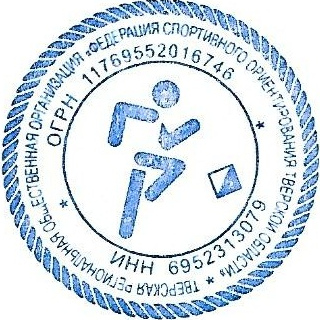 ТВЕРСКАЯ РЕГИОНАЛЬНАЯ ОБЩЕСТВЕННАЯ ОРГАНИЗАЦИЯ «ФЕДЕРАЦИЯ СПОРТИВНОГО ОРИЕНТИРОВАНИЯ ТВЕРСКОЙ ОБЛАСТИ»
ОГРН 1176952016746
ИНН 6952313079